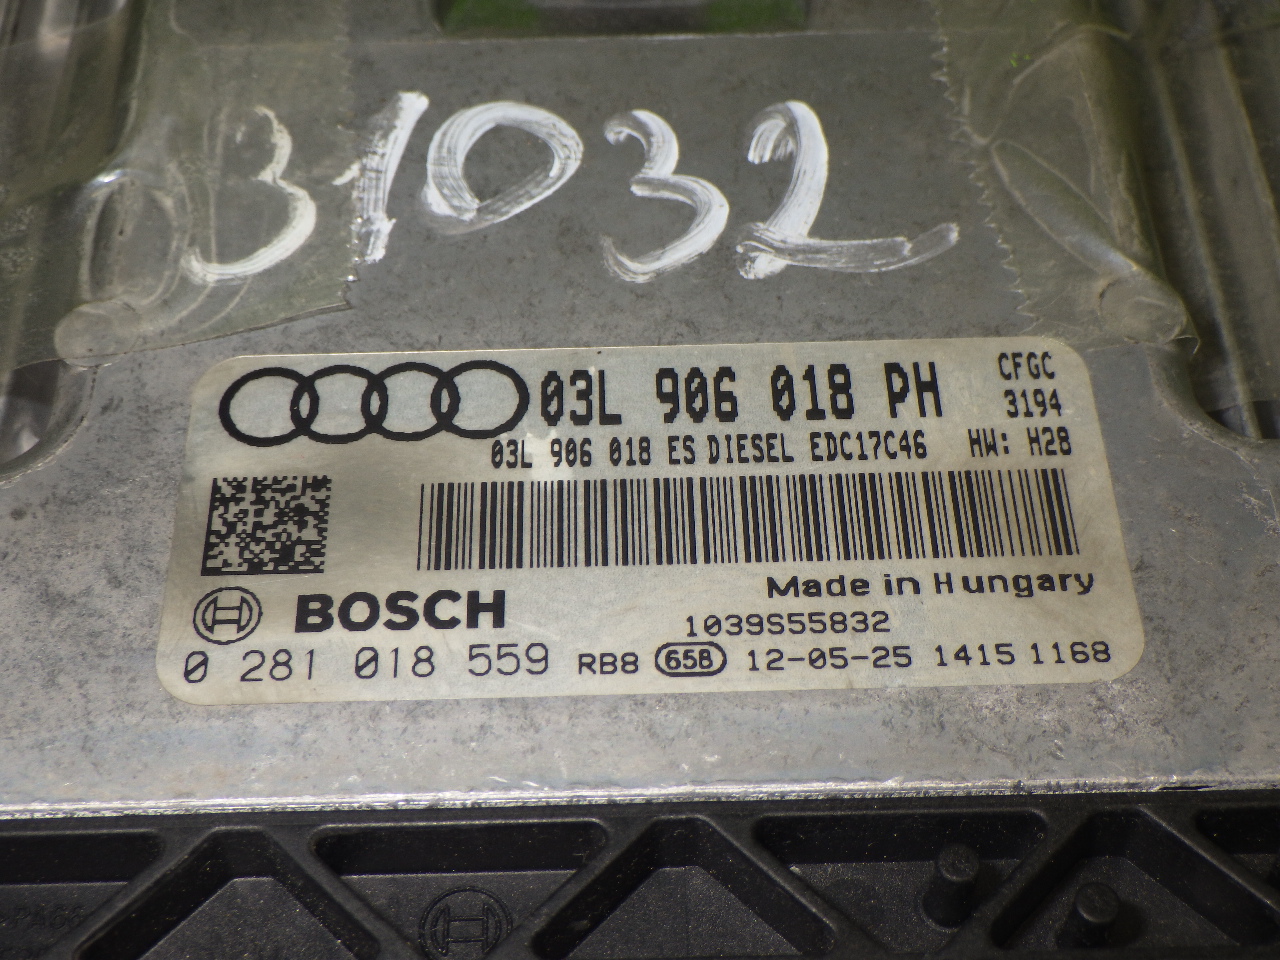 31032
03L 906 018 PH
CFGC
3194
03L 906 018 ES DIESEL EDC17C46 HW: H28
Made in Hungary
BOSCH
1039S55832
0 281 018 559 RB8 65B 12-05-25 1415 1168